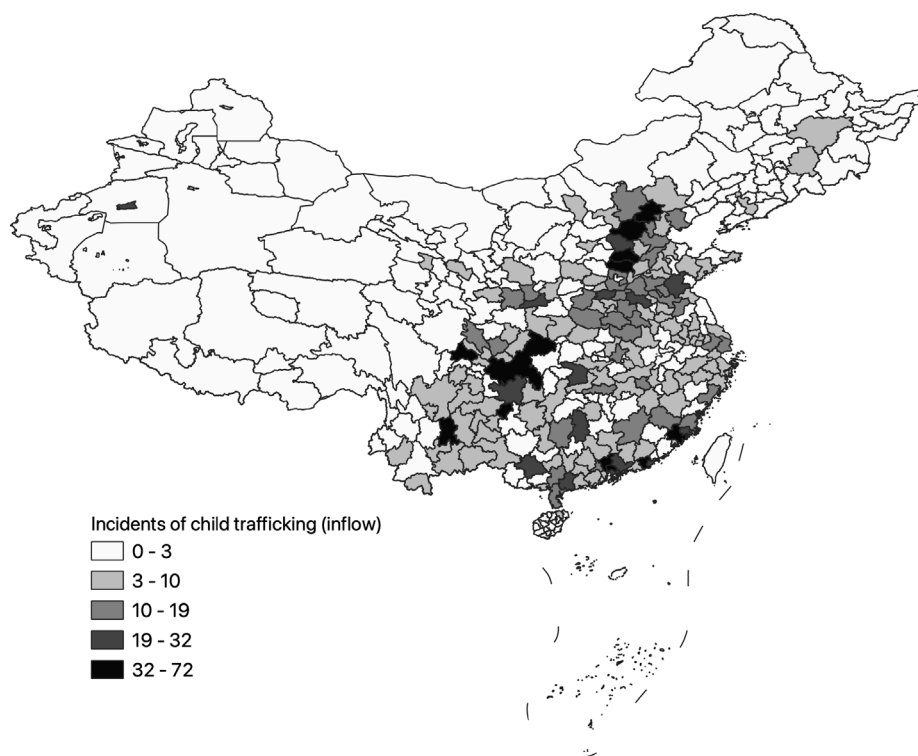 Incidents of child trafficking (inflow)
0 - 3
3 - 10
10 - 19
19 - 32
32 - 72